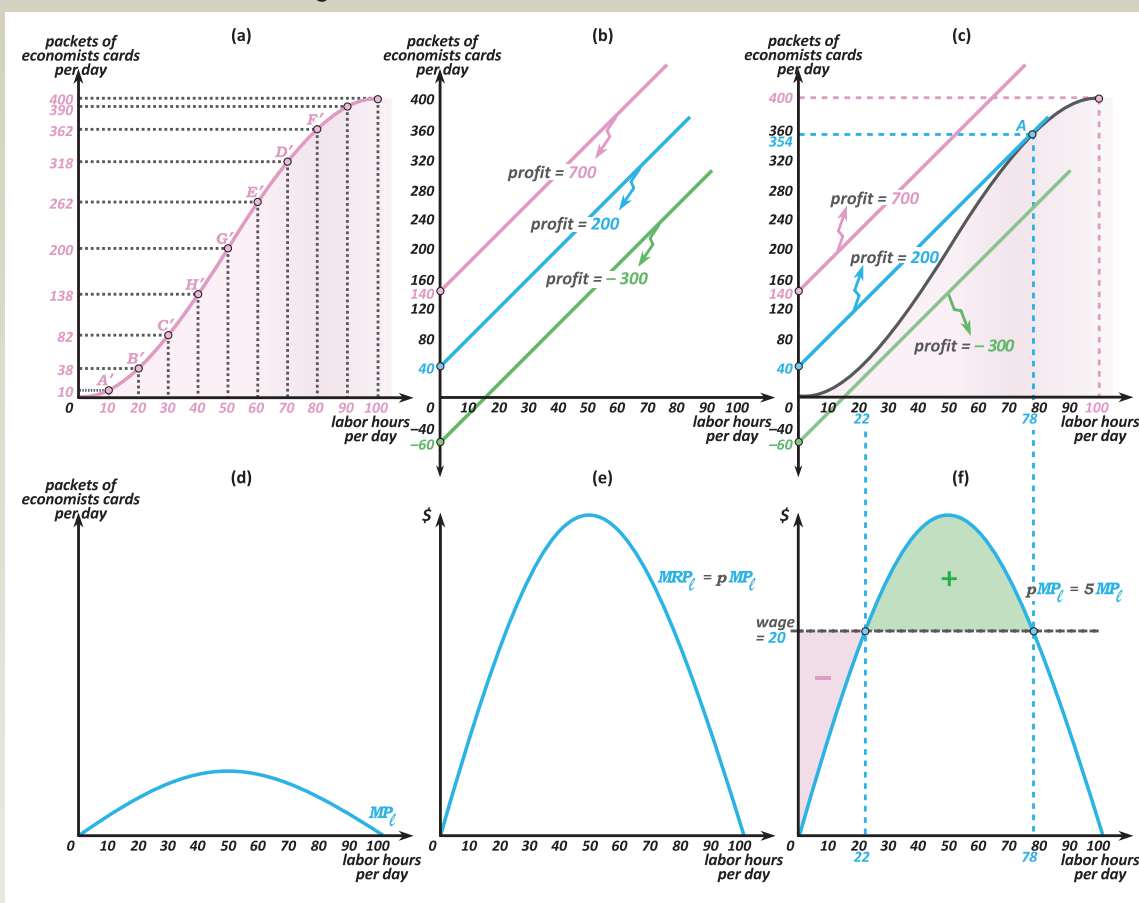 (a)
packets of
economists cards
per day
400
390
362
318
262
200
138
82
38
10
0
A′
B′
C′
H′
G′
E′
D′
F′
10 20 30 40 50 60 70 80 90 100
labor hours
per day
(b)
packets of
economists cards
per day
400
360
320
280
240
200
160
140
120
80
40
0
–40
–60
profit = 700
profit = 200
profit = – 300
10 20 30 40 50 60 70 80 90 100
labor hours
per day
(c)
packets of
economists cards
per day
400
360
354
320
280
240
200
160
140
120
80
40
0
–40
–60
A
profit = 700
profit = 200
profit = – 300
10 20 30 40 50 60 70 80 90 100
22 78
labor hours
per day
(d)
packets of
economists cards
per day
MPℓ
0 10 20 30 40 50 60 70 80 90 100
labor hours
per day
(e)
$
MRPℓ = p MPℓ
0 10 20 30 40 50 60 70 80 90 100
labor hours
per day
(f)
$
+
pMPℓ = 5 MPℓ
wage
= 20
–
0 10 20 30 40 50 60 70 80 90 100
22 78
labor hours
per day